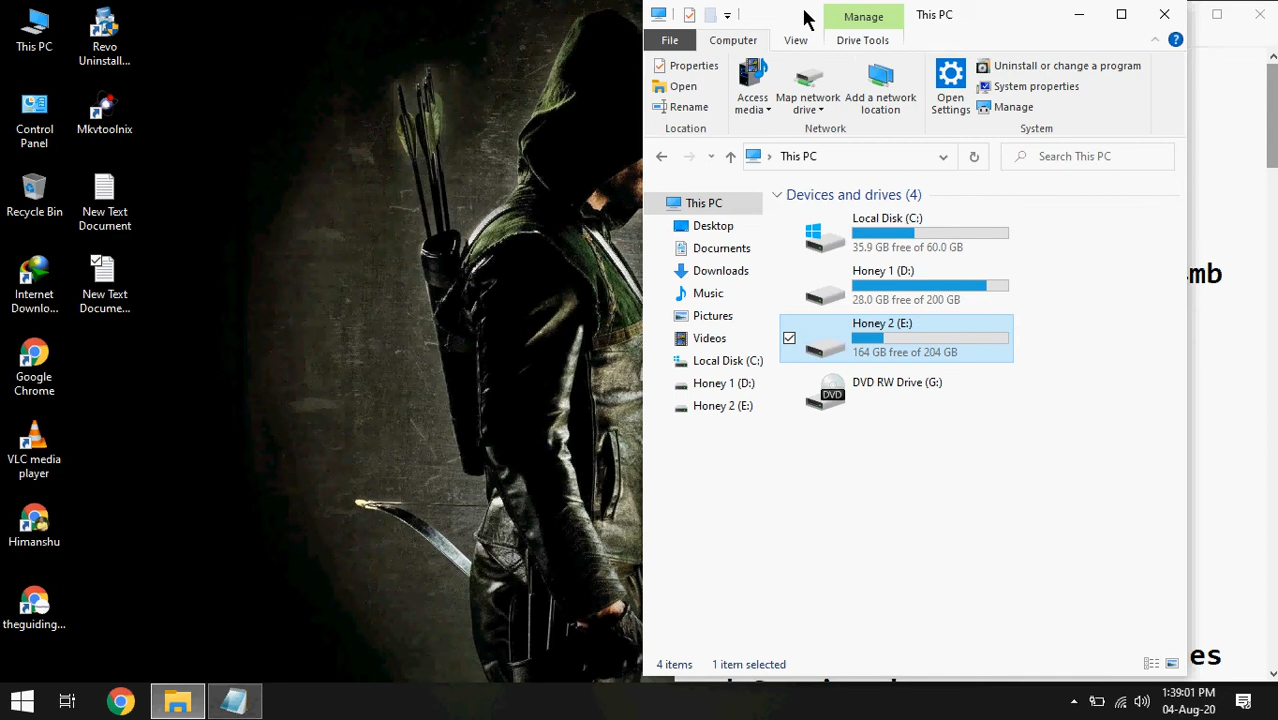 This PC
Revo
Uninstall...
Control
Panel
Mkvtoolnix
Recycle Bin
New Text
Document
Internet
Downlo...
New Text
Docume...
Google
Chrome
VLC media
player
Himanshu
theguiding...
Manage
This PC
File
Computer
View
Drive Tools
Properties
Open
Rename
Location
Access
media
Map network
drive
Add a network
location
Network
Open
Settings
Uninstall or change a program
System properties
Manage
System
This PC
Search This PC
This PC
Desktop
Documents
Downloads
Music
Pictures
Videos
Local Disk (C:)
Honey 1 (D:)
Honey 2 (E:)
Devices and drives (4)
Local Disk (C:)
35.9 GB free of 60.0 GB
Honey 1 (D:)
28.0 GB free of 200 GB
Honey 2 (E:)
164 GB free of 204 GB
DVD
DVD RW Drive (G:)
4 items
1 item selected
mb
es
1:39:01 PM
04-Aug-20